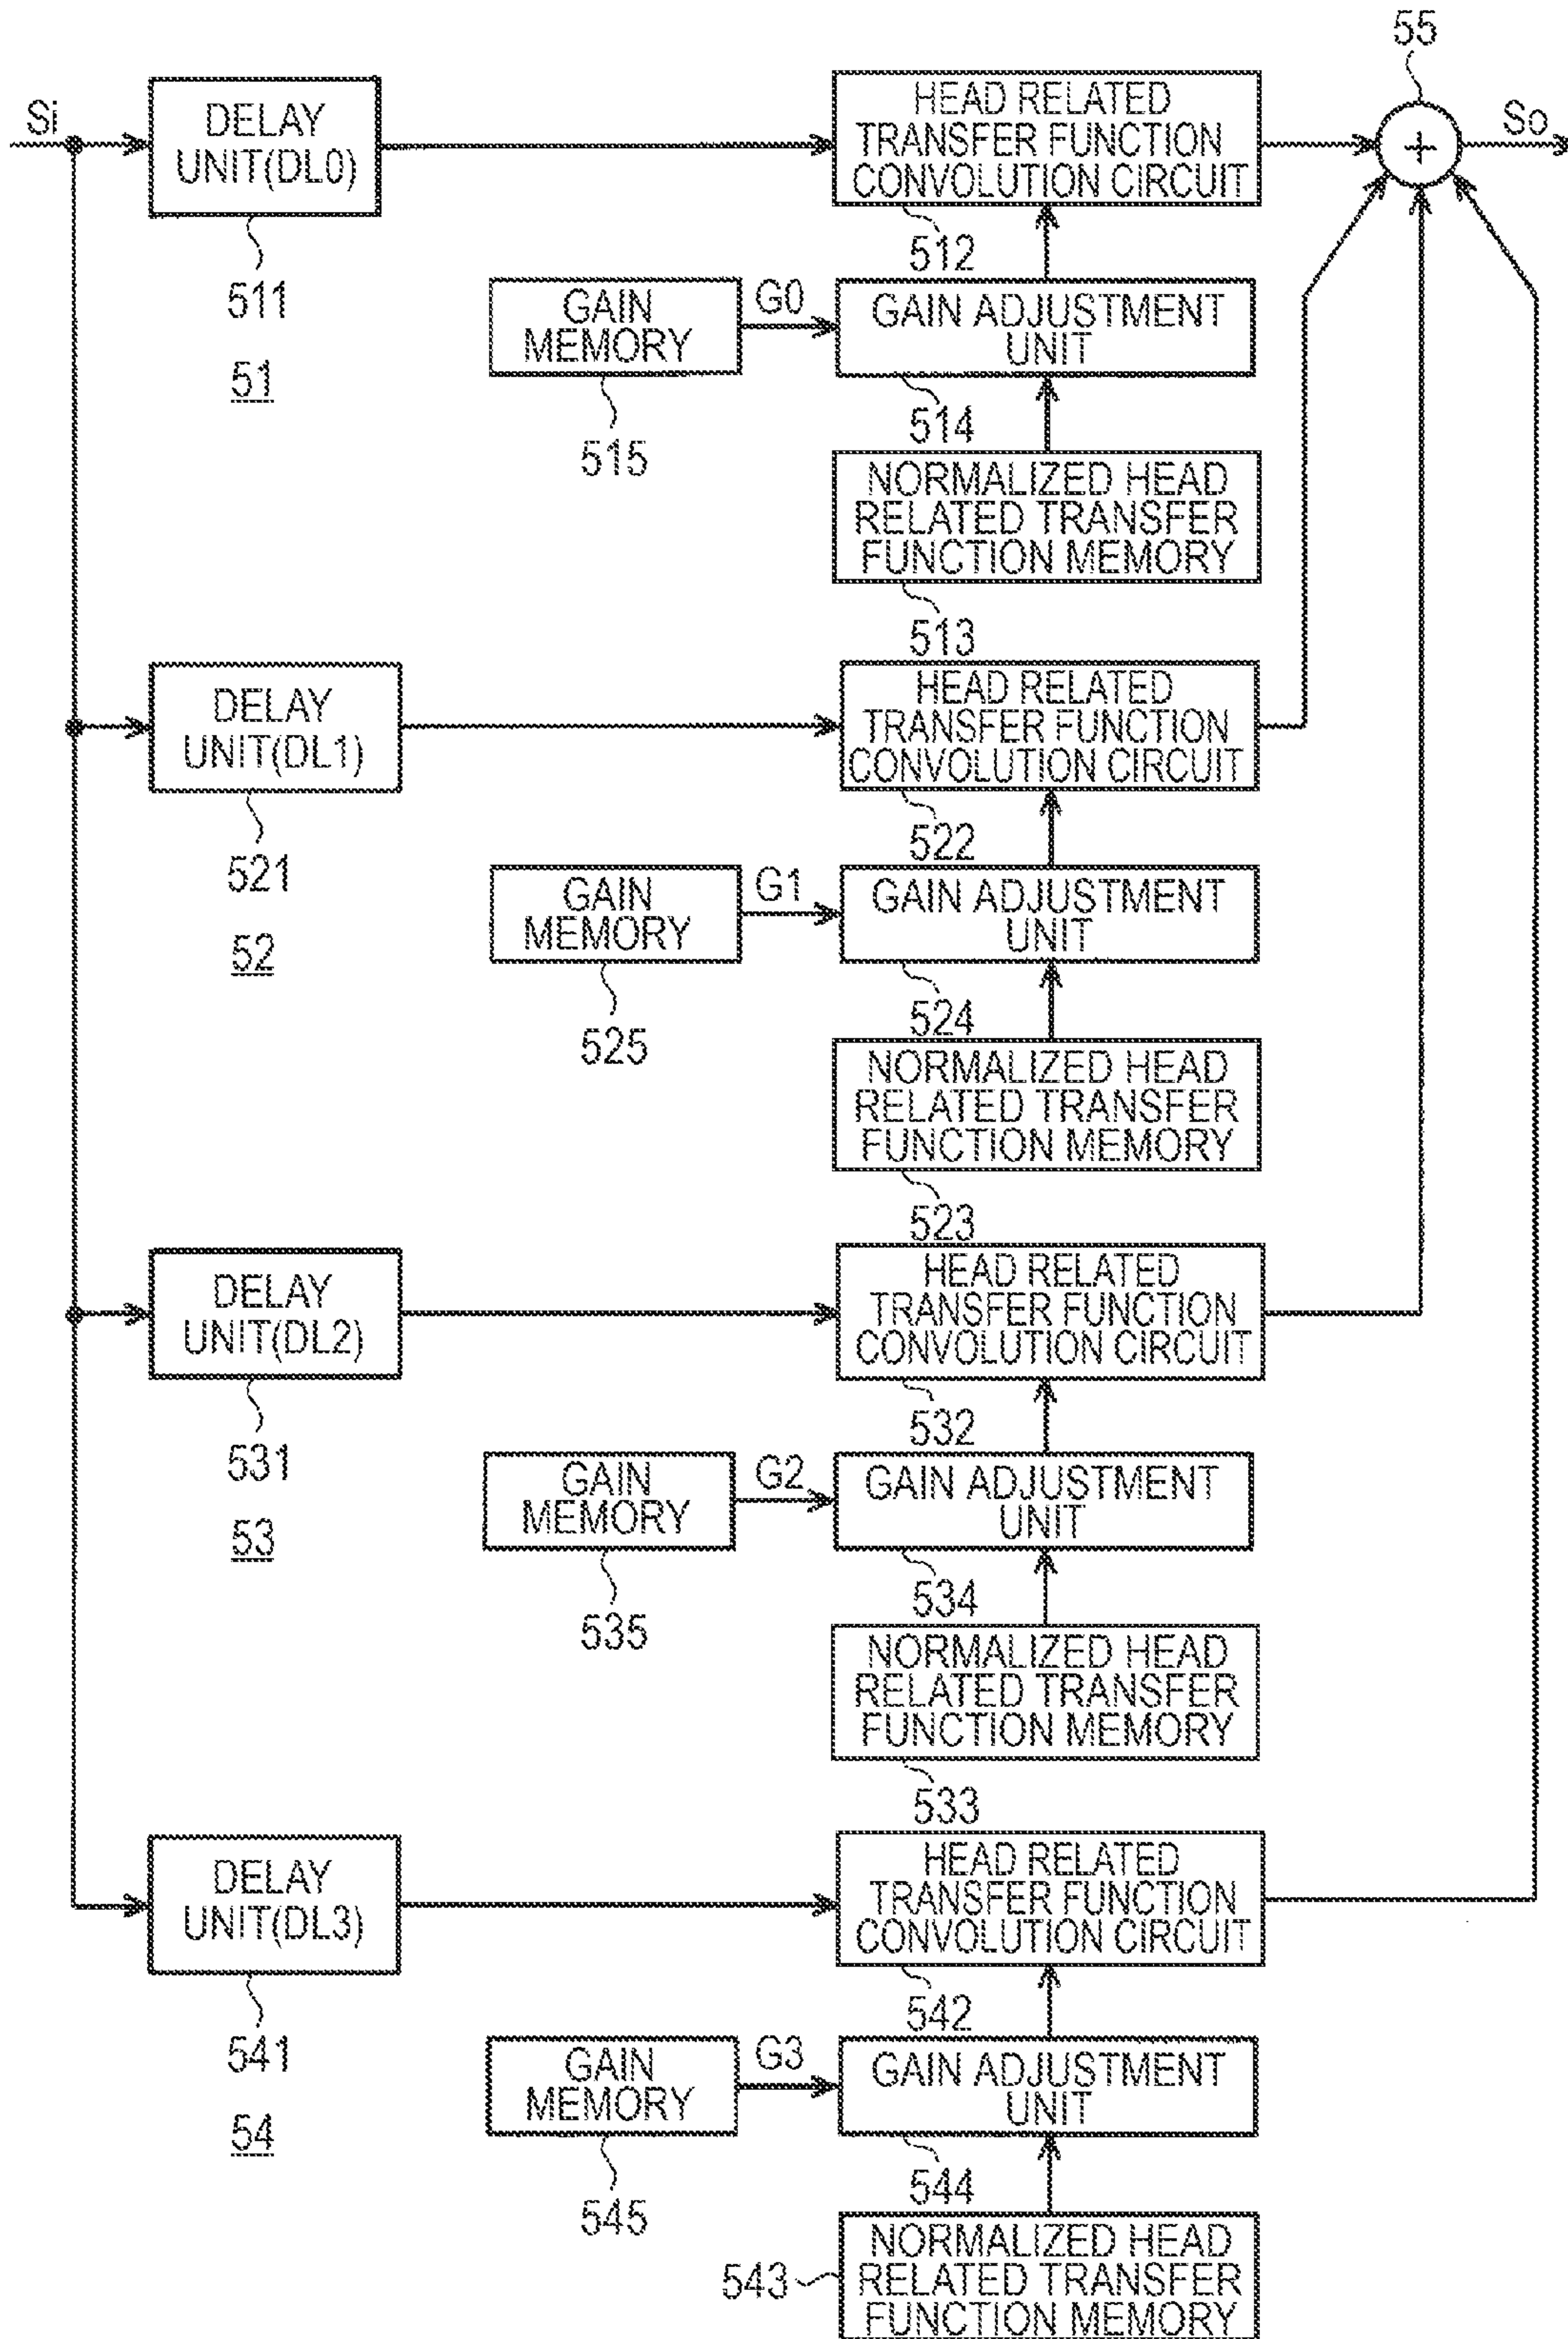 55
Si
DELAY
UNIT(DL0)
HEAD RELATED
TRANSFER FUNCTION
CONVOLUTION CIRCUIT
+
So
511
512
51
GAIN
MEMORY
G0
GAIN ADJUSTMENT
UNIT
515
514
NORMALIZED HEAD
RELATED TRANSFER
FUNCTION MEMORY
513
DELAY
UNIT(DL1)
HEAD RELATED
TRANSFER FUNCTION
CONVOLUTION CIRCUIT
521
522
52
GAIN
MEMORY
G1
GAIN ADJUSTMENT
UNIT
525
524
NORMALIZED HEAD
RELATED TRANSFER
FUNCTION MEMORY
523
DELAY
UNIT(DL2)
HEAD RELATED
TRANSFER FUNCTION
CONVOLUTION CIRCUIT
531
532
53
GAIN
MEMORY
G2
GAIN ADJUSTMENT
UNIT
535
534
NORMALIZED HEAD
RELATED TRANSFER
FUNCTION MEMORY
533
DELAY
UNIT(DL3)
HEAD RELATED
TRANSFER FUNCTION
CONVOLUTION CIRCUIT
541
542
54
GAIN
MEMORY
G3
GAIN ADJUSTMENT
UNIT
545
544
543
NORMALIZED HEAD
RELATED TRANSFER
FUNCTION MEMORY